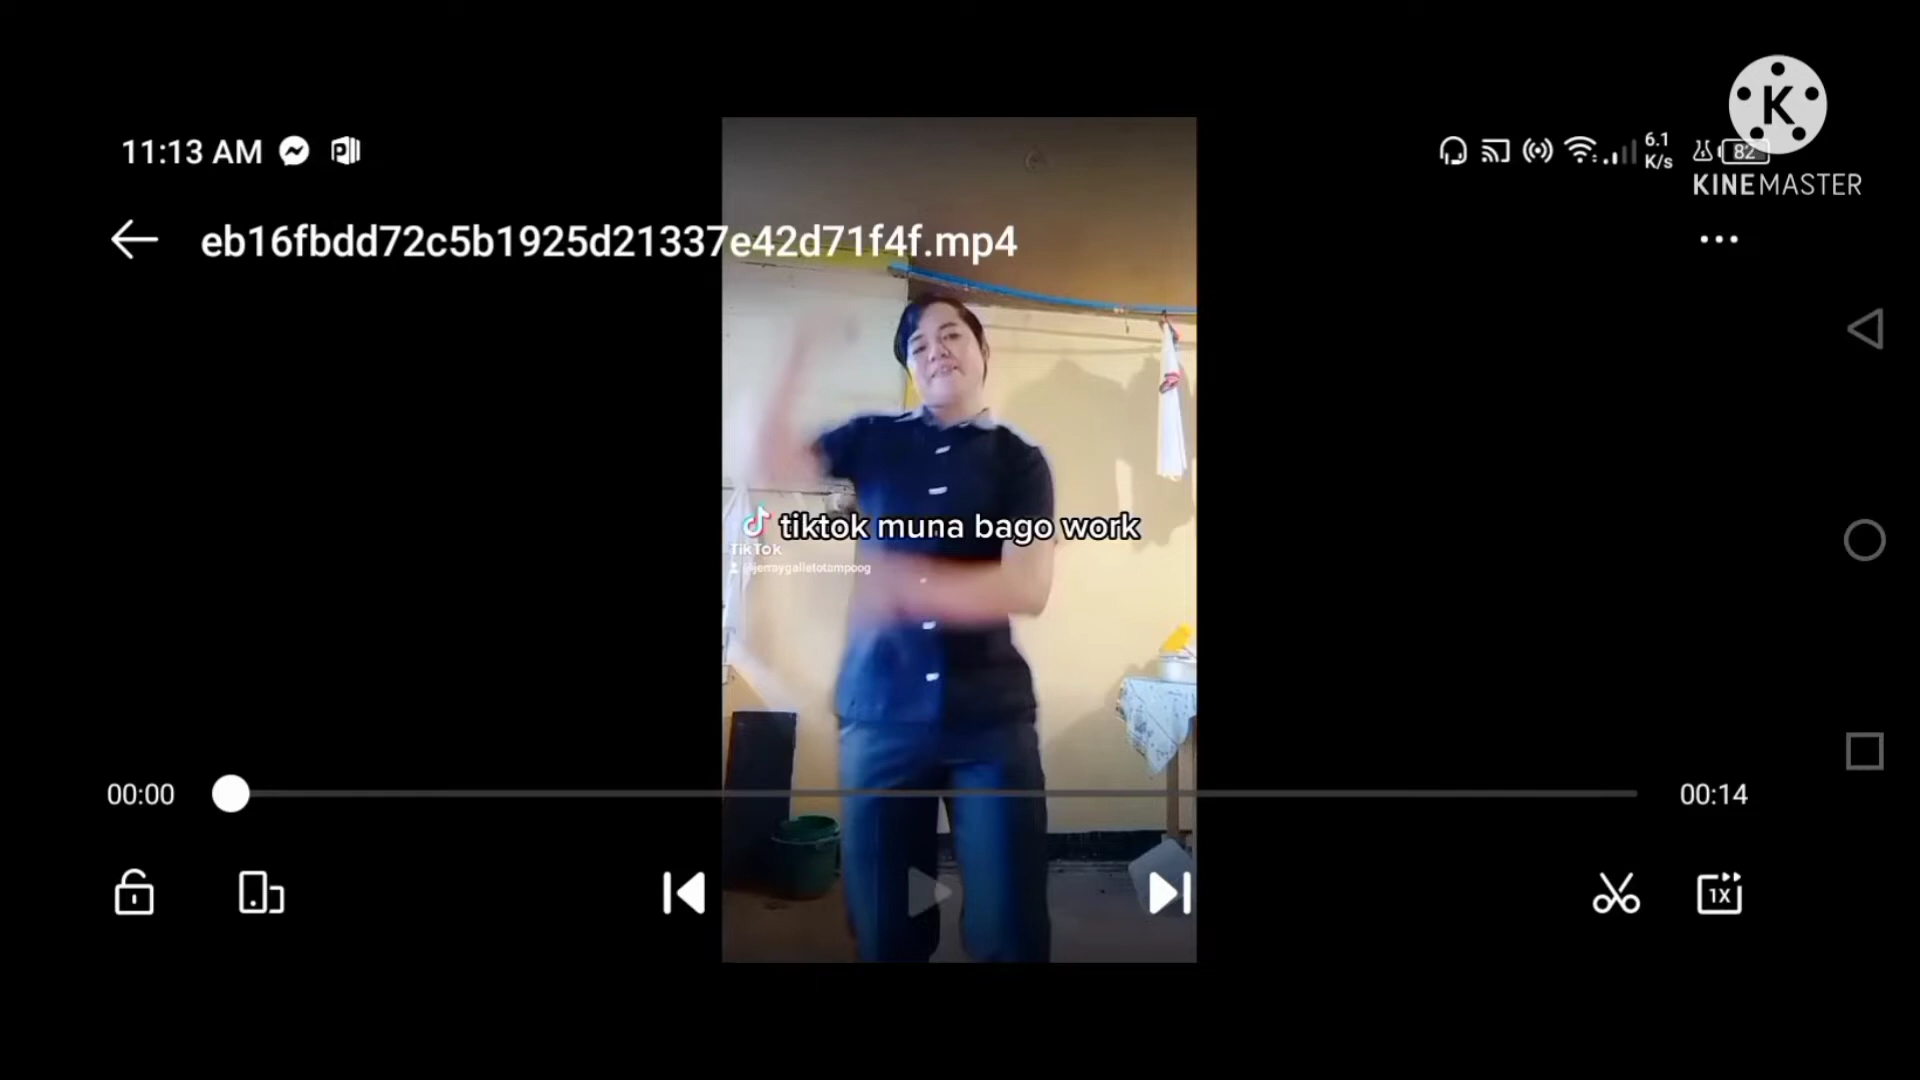 11:13 AM
6.1
K/s
82
K
KINEMASTER
eb16fbdd72c5b1925d21337e42d71f4f.mp4
tiktok muna bago work
TikTok
@jerraygalletotampoog
00:00
00:14
1X